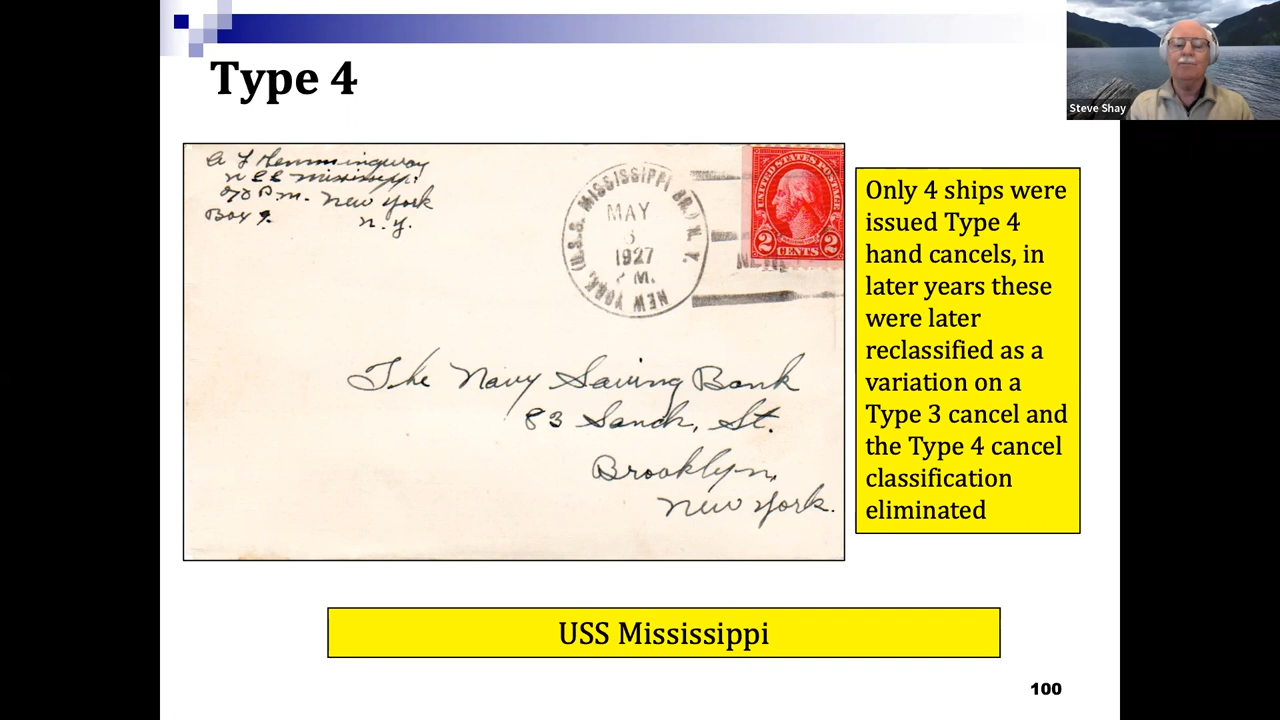 Type 4
Steve Shay
A F Hemmingway
U S S Mississippi
% P.M. New York
Box 9. N.Y.
NEW YORK, (U.S.S. MISSISSIPPI BR.) N.Y.
MAY
1927
M.
UNITED STATES POSTAGE
2 CENTS 2
The Navy Saving Bank
83 Sands, St.
Brooklyn,
New York.
Only 4 ships were
issued Type 4
hand cancels, in
later years these
were later
reclassified as a
variation on a
Type 3 cancel and
the Type 4 cancel
classification
eliminated
USS Mississippi
100